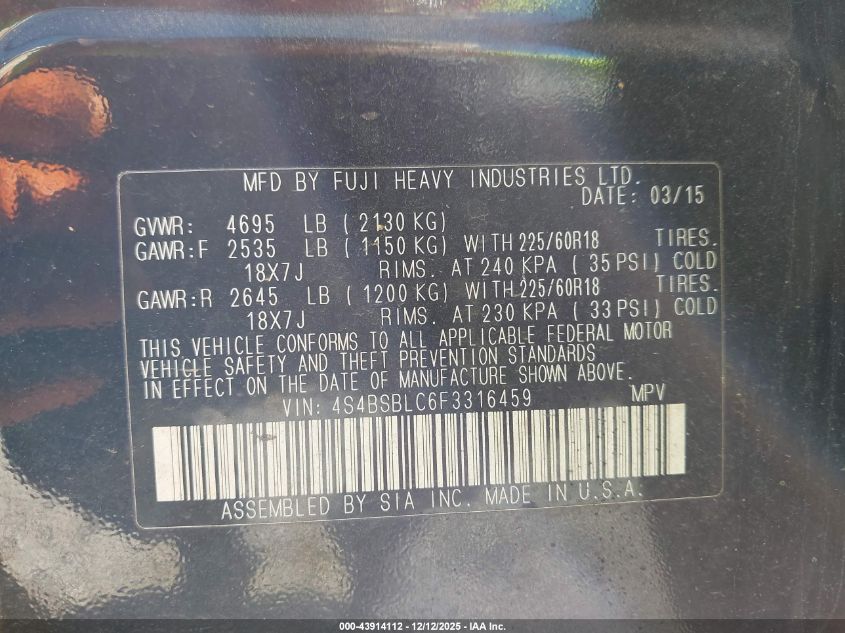 MFD BY FUJI HEAVY INDUSTRIES LTD.
DATE: 03/15
GVWR: 4695 LB (2130 KG)
GAWR:F 2535 LB (1150 KG) WITH 225/60R18 TIRES.
18X7J RIMS. AT 240 KPA (35 PSI) COLD
GAWR:R 2645 LB (1200 KG) WITH 225/60R18 TIRES.
18X7J RIMS. AT 230 KPA (33 PSI) COLD
THIS VEHICLE CONFORMS TO ALL APPLICABLE FEDERAL MOTOR
VEHICLE SAFETY AND THEFT PREVENTION STANDARDS
IN EFFECT ON THE DATE OF MANUFACTURE SHOWN ABOVE.
VIN: 4S4BSBLC6F3316459 MPV
ASSEMBLED BY SIA INC. MADE IN U.S.A.
000-43914112 - 12/12/2025 - IAA Inc.